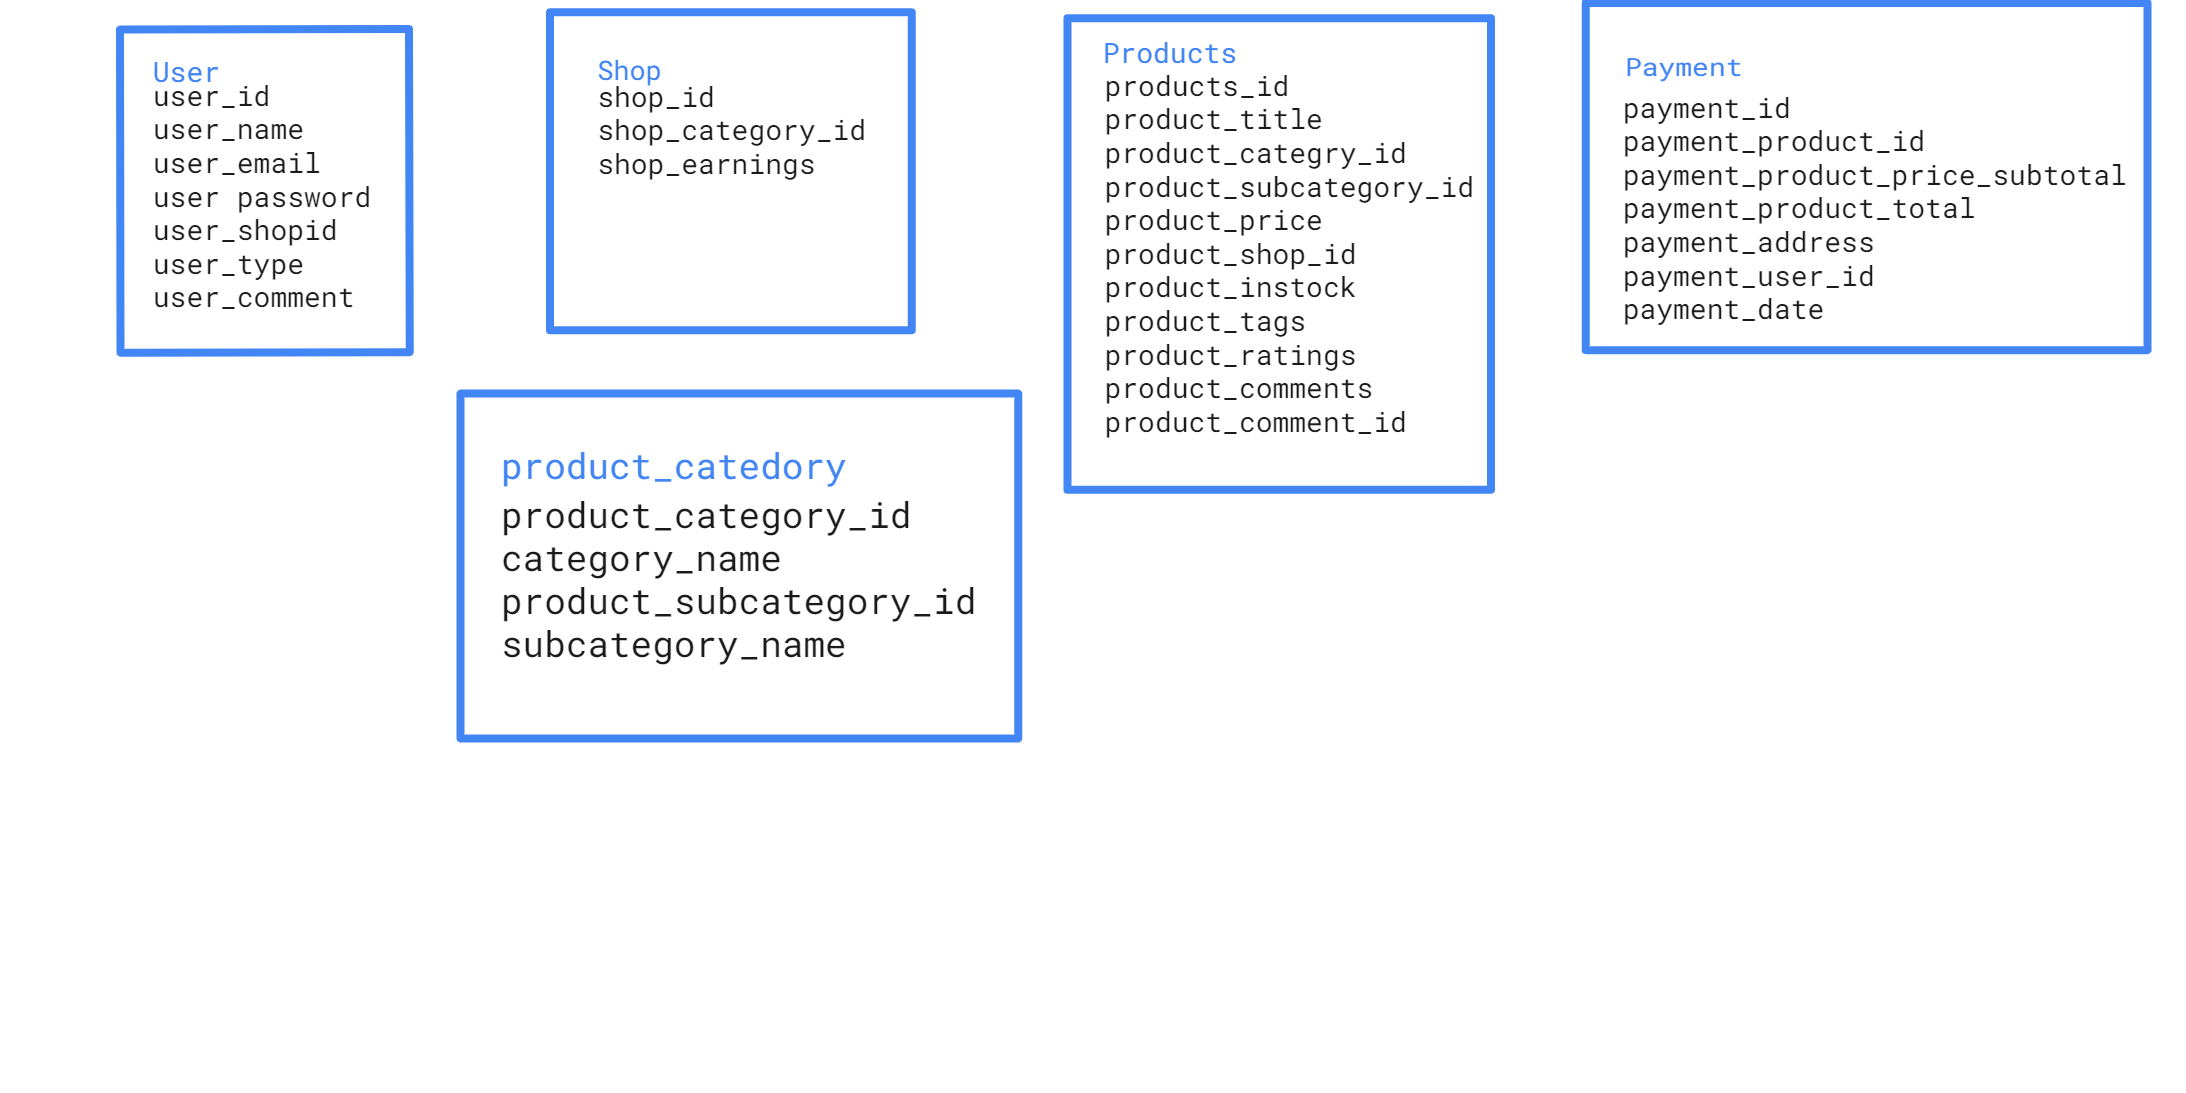 User
user_id
user_name
user_email
user password
user_shopid
user_type
user_comment
Shop
shop_id
shop_category_id
shop_earnings
Products
products_id
product_title
product_categry_id
product_subcategory_id
product_price
product_shop_id
product_instock
product_tags
product_ratings
product_comments
product_comment_id
Payment
payment_id
payment_product_id
payment_product_price_subtotal
payment_product_total
payment_address
payment_user_id
payment_date
product_catedory
product_category_id
category_name
product_subcategory_id
subcategory_name